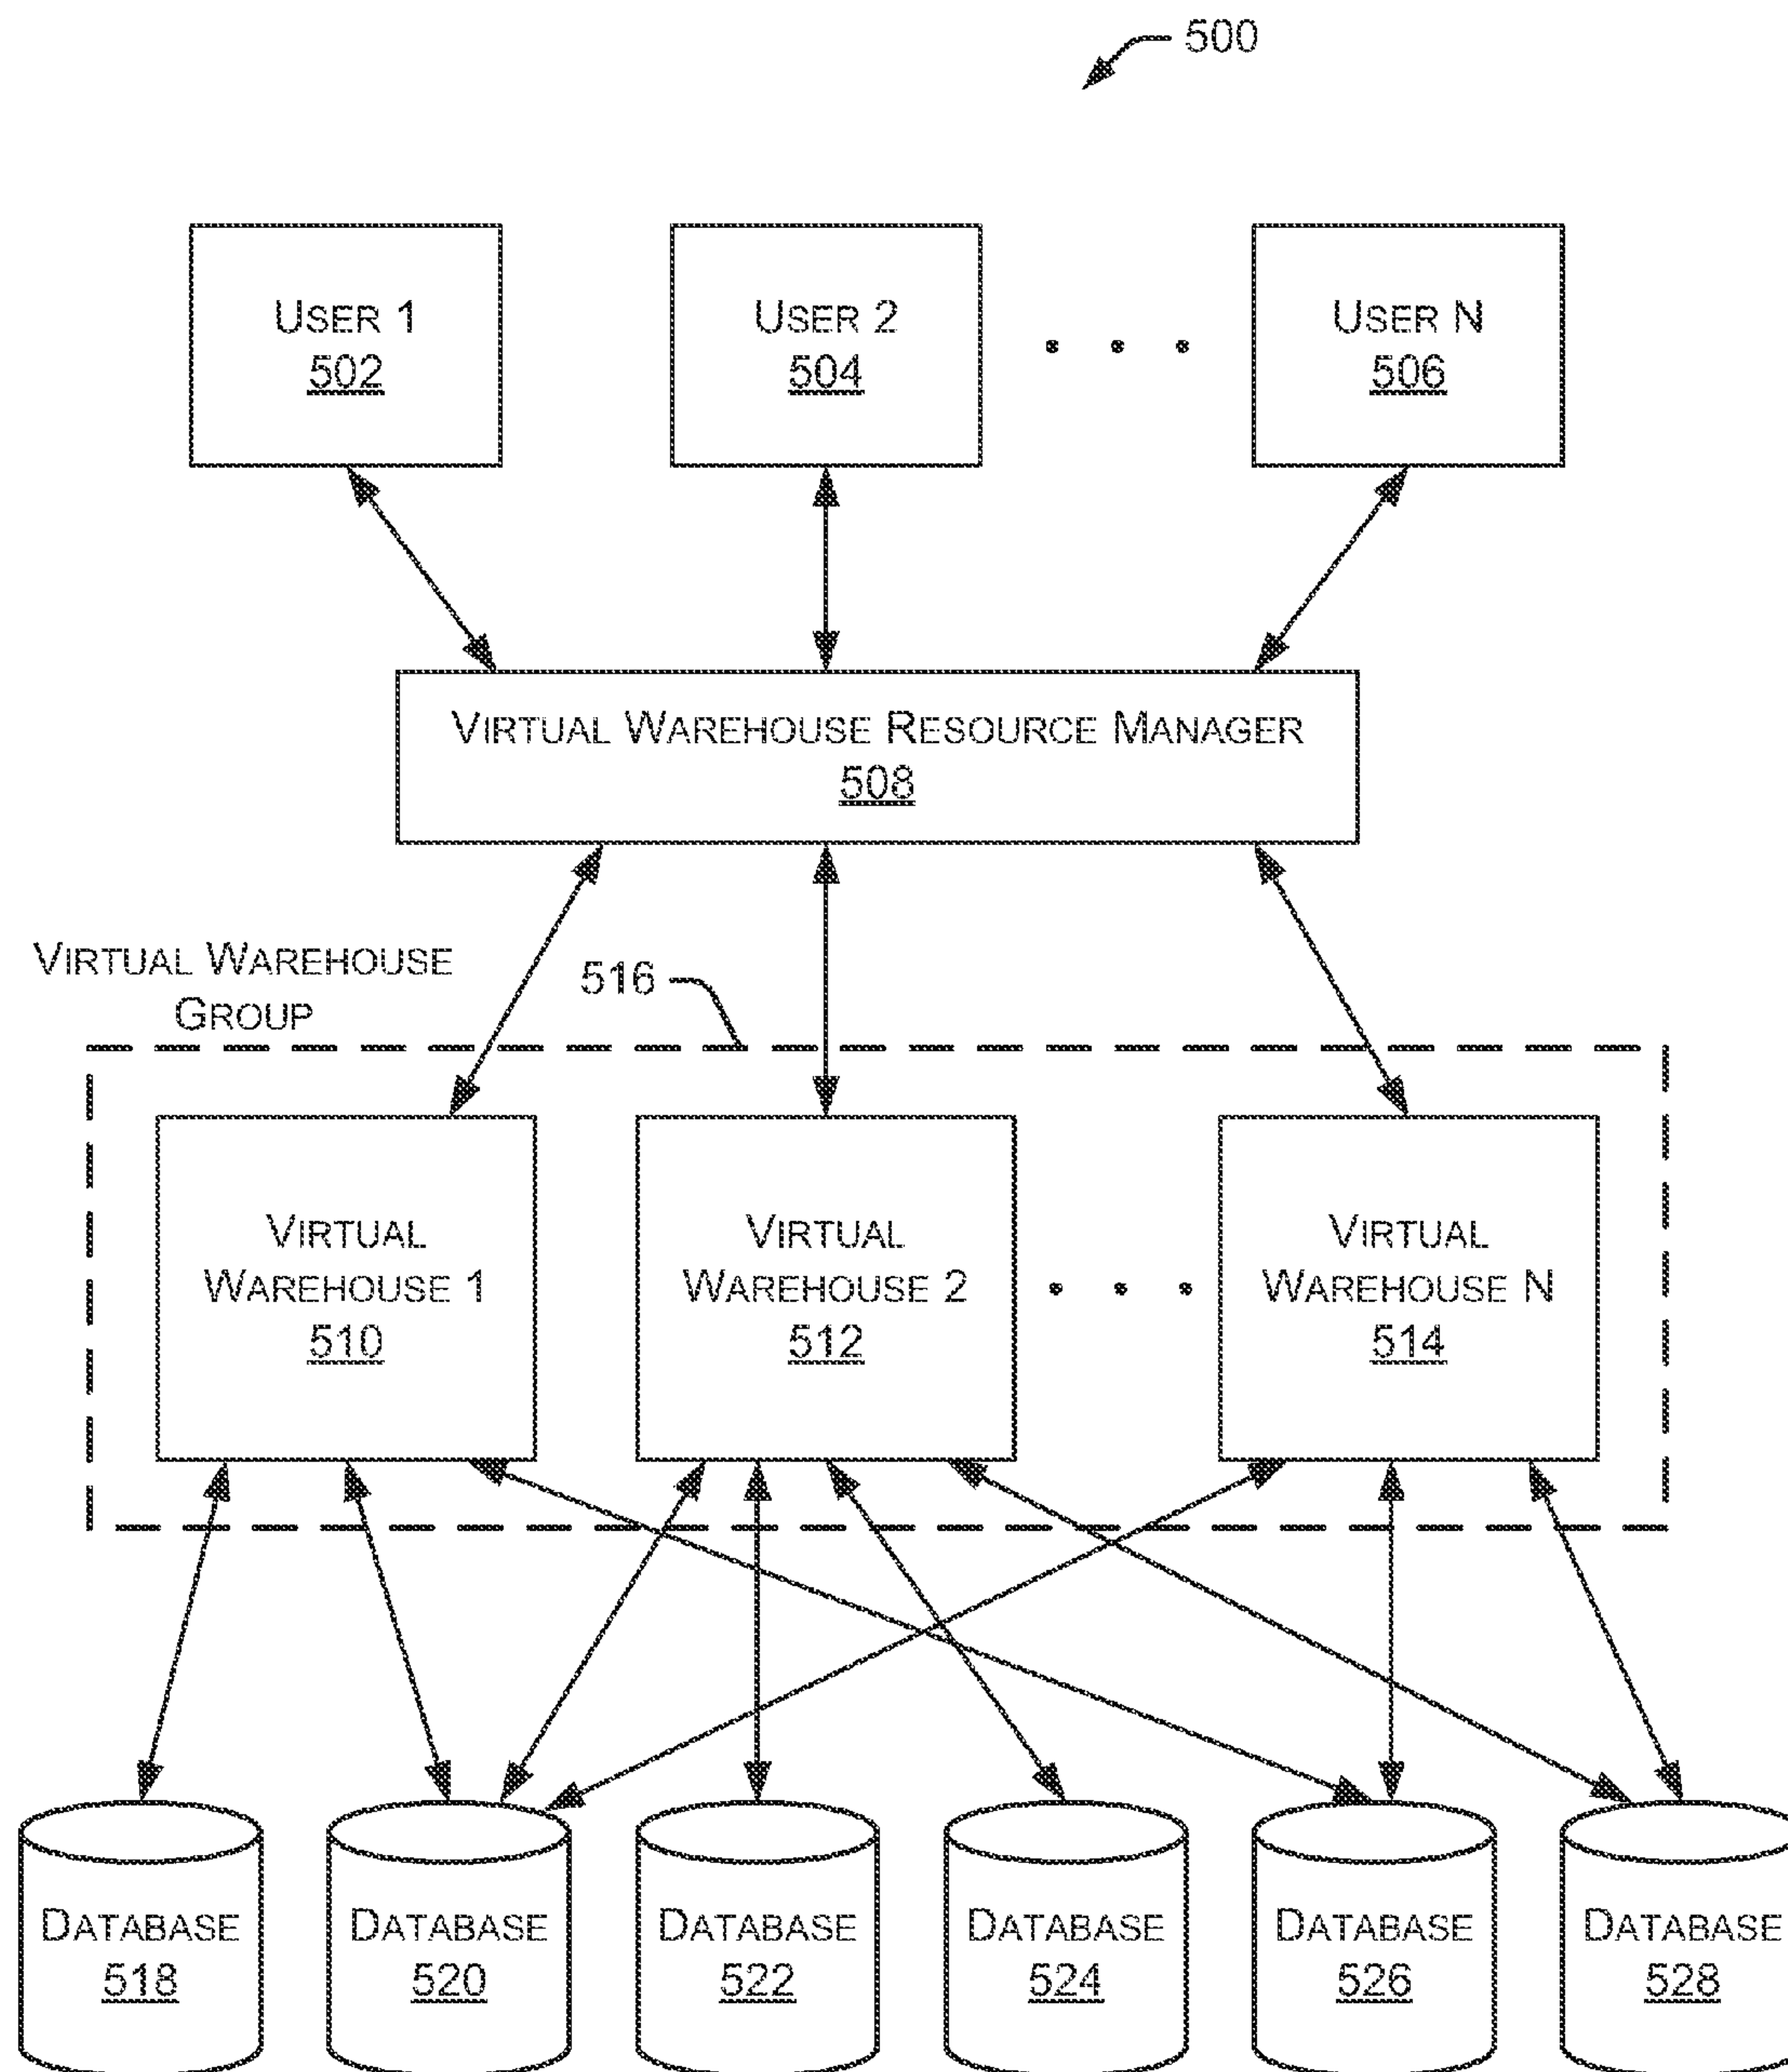 500
USER 1
502
USER 2
504
USER N
506
VIRTUAL WAREHOUSE RESOURCE MANAGER
508
VIRTUAL WAREHOUSE
GROUP
516
VIRTUAL
WAREHOUSE 1
510
VIRTUAL
WAREHOUSE 2
512
VIRTUAL
WAREHOUSE N
514
DATABASE
518
DATABASE
520
DATABASE
522
DATABASE
524
DATABASE
526
DATABASE
528